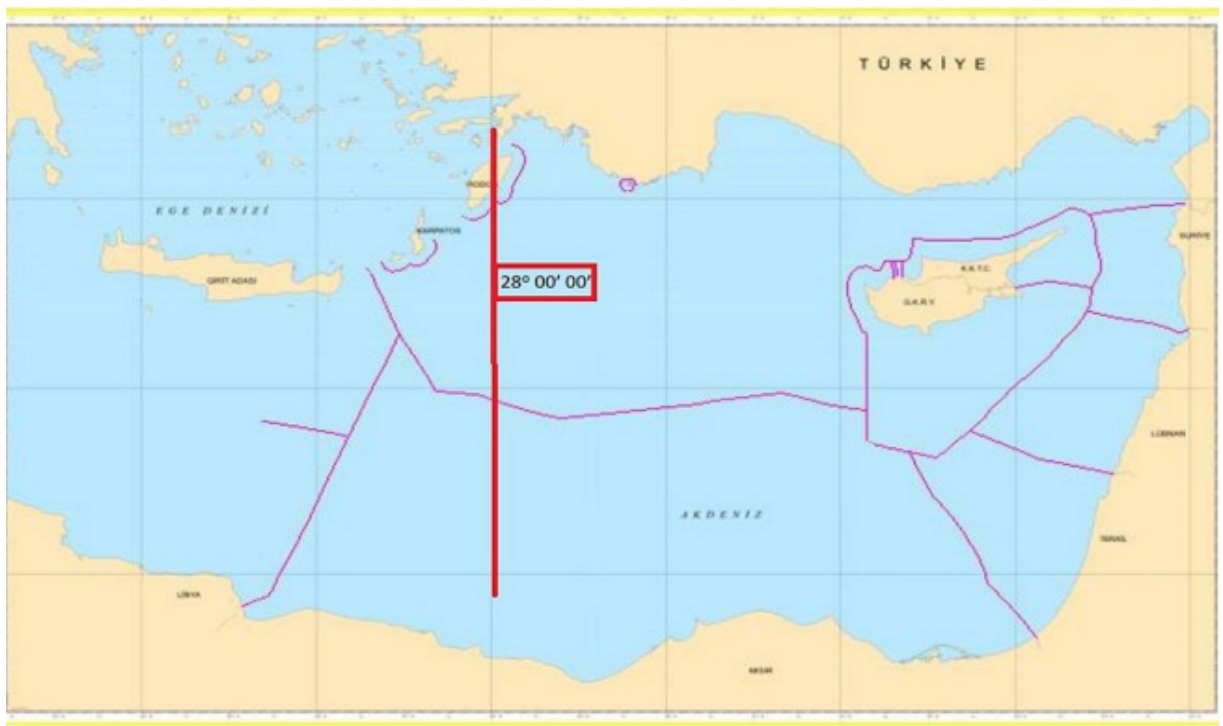 TÜRKİYE
RODOS
EGE DENİZİ
KARPATOS
SURİYE
K.K.T.C.
GİRİT ADASI
28º 00' 00'
G.K.R.Y.
LÜBNAN
AKDENİZ
İSRAİL
LİBYA
MISIR